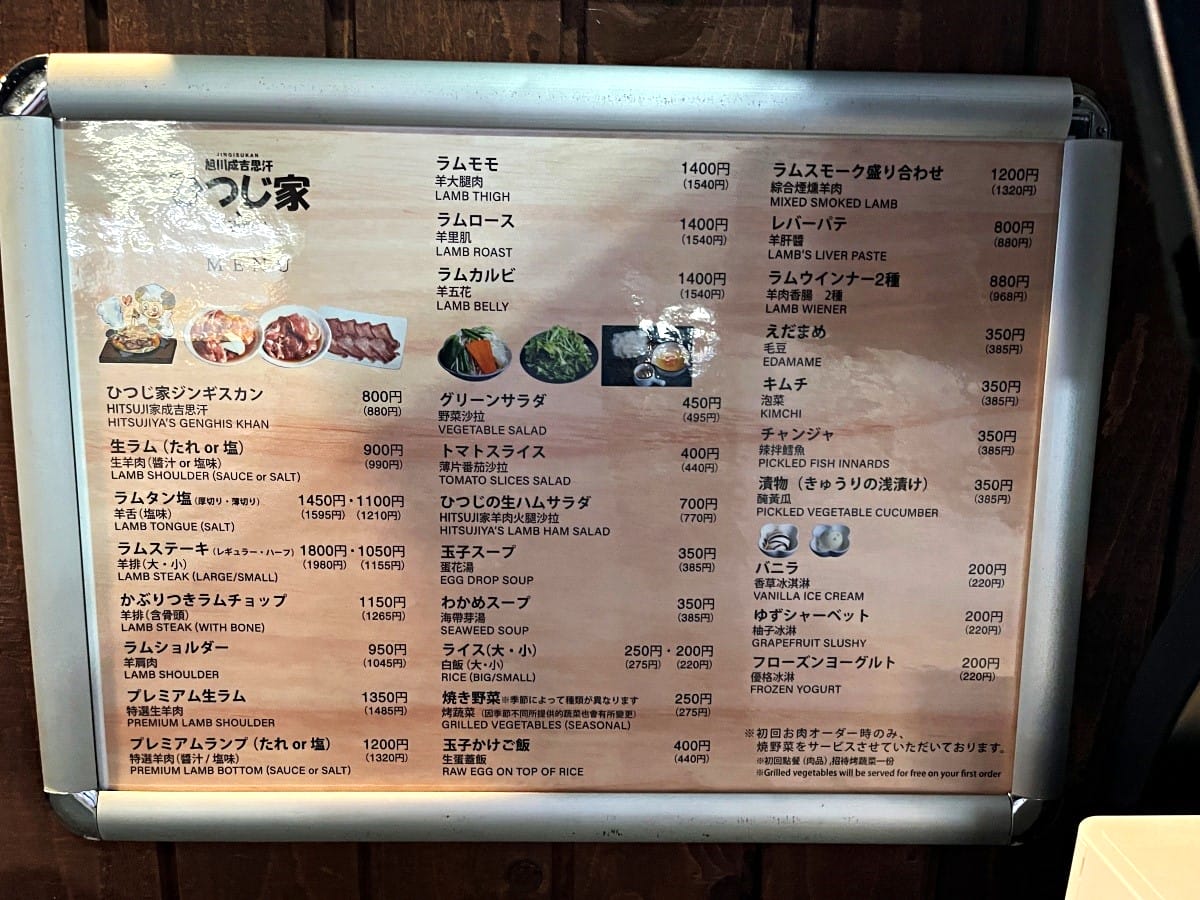 JINGISUKAN
旭川成吉思汗
ひつじ家
MENU
ひつじ家ジンギスカン 800円
HITSUJI家成吉思汗 (880円)
HITSUJIYA'S GENGHIS KHAN
生ラム (たれ or 塩) 900円
生羊肉(醬汁 or 塩味) (990円)
LAMB SHOULDER (SAUCE or SALT)
ラムタン塩 (厚切り・薄切り) 1450円・1100円
羊舌(塩味) (1595円) (1210円)
LAMB TONGUE (SALT)
ラムステーキ (レギュラー・ハーフ) 1800円・1050円
羊排(大・小) (1980円) (1155円)
LAMB STEAK (LARGE/SMALL)
かぶりつきラムチョップ 1150円
羊排(含骨頭) (1265円)
LAMB STEAK (WITH BONE)
ラムショルダー 950円
羊肩肉 (1045円)
LAMB SHOULDER
プレミアム生ラム 1350円
特選生羊肉 (1485円)
PREMIUM LAMB SHOULDER
プレミアムランプ (たれ or 塩) 1200円
特選羊肉(醬汁 / 塩味) (1320円)
PREMIUM LAMB BOTTOM (SAUCE or SALT)
ラムモモ 1400円
羊大腿肉 (1540円)
LAMB THIGH
ラムロース 1400円
羊里肌 (1540円)
LAMB ROAST
ラムカルビ 1400円
羊五花 (1540円)
LAMB BELLY
グリーンサラダ 450円
野菜沙拉 (495円)
VEGETABLE SALAD
トマトスライス 400円
薄片番茄沙拉 (440円)
TOMATO SLICES SALAD
ひつじの生ハムサラダ 700円
HITSUJI家羊肉火腿沙拉 (770円)
HITSUJIYA'S LAMB HAM SALAD
玉子スープ 350円
蛋花湯 (385円)
EGG DROP SOUP
わかめスープ 350円
海帶芽湯 (385円)
SEAWEED SOUP
ライス(大・小) 250円・200円
白飯 (大・小) (275円) (220円)
RICE (BIG/SMALL)
焼き野菜※季節によって種類が異なります 250円
烤蔬菜 (因季節不同所提供的蔬菜也會有所變更) (275円)
GRILLED VEGETABLES (SEASONAL)
玉子かけご飯 400円
生蛋蓋飯 (440円)
RAW EGG ON TOP OF RICE
ラムスモーク盛り合わせ 1200円
綜合煙燻羊肉 (1320円)
MIXED SMOKED LAMB
レバーパテ 800円
羊肝醬 (880円)
LAMB'S LIVER PASTE
ラムウインナー2種 880円
羊肉香腸 2種 (968円)
LAMB WIENER
えだまめ 350円
毛豆 (385円)
EDAMAME
キムチ 350円
泡菜 (385円)
KIMCHI
チャンジャ 350円
辣拌鱈魚 (385円)
PICKLED FISH INNARDS
漬物 (きゅうりの浅漬け) 350円
醃黃瓜 (385円)
PICKLED VEGETABLE CUCUMBER
バニラ 200円
香草冰淇淋 (220円)
VANILLA ICE CREAM
ゆずシャーベット 200円
柚子冰淋 (220円)
GRAPEFRUIT SLUSHY
フローズンヨーグルト 200円
優格冰淋 (220円)
FROZEN YOGURT
※初回お肉オーダー時のみ、
焼野菜をサービスさせていただいております。
※初回點餐 (肉品) ,招待烤蔬菜一份
※Grilled vegetables will be served for free on your first order